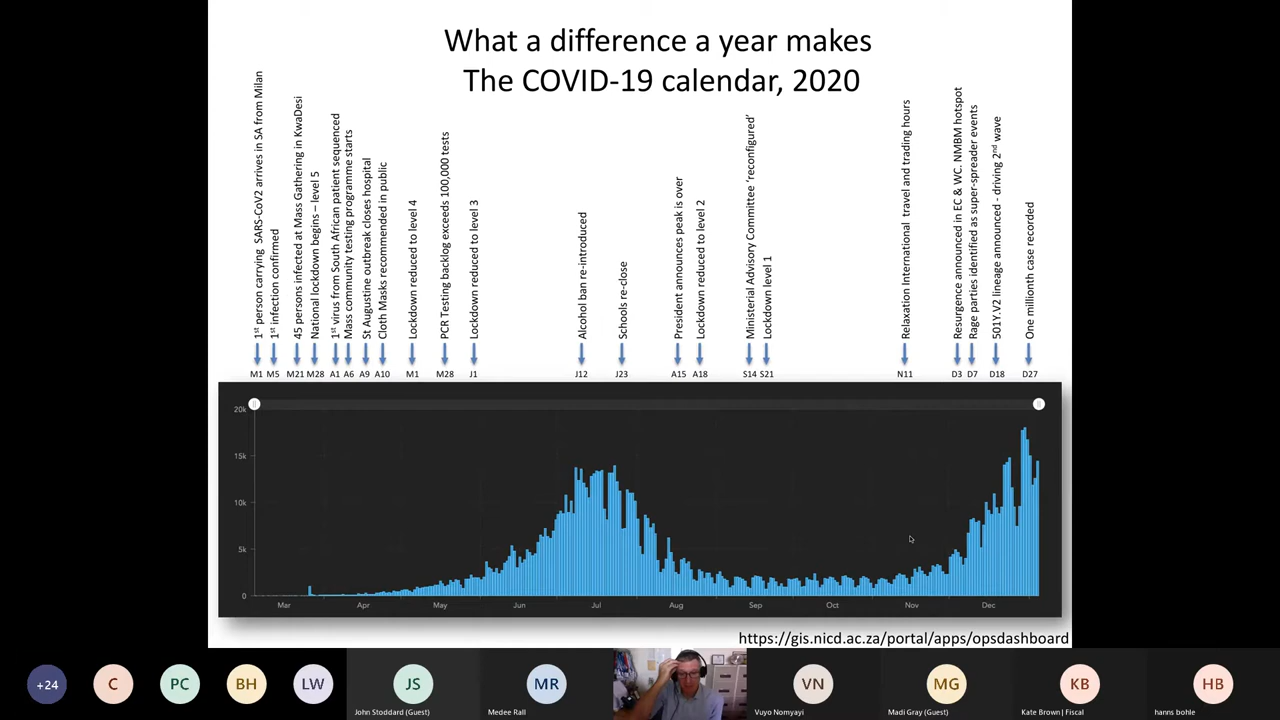 What a difference a year makes
The COVID-19 calendar, 2020
1st person carrying SARS-CoV2 arrives in SA from Milan
1st infection confirmed
45 persons infected at Mass Gathering in KwaDesi
National lockdown begins – level 5
1st virus from South African patient sequenced
Mass community testing programme starts
St Augustine outbreak closes hospital
Cloth Masks recommended in public
Lockdown reduced to level 4
PCR Testing backlog exceeds 100,000 tests
Lockdown reduced to level 3
Alcohol ban re-introduced
Schools re-close
President announces peak is over
Lockdown reduced to level 2
Ministerial Advisory Committee ‘reconfigured’
Lockdown level 1
Relaxation International travel and trading hours
Resurgence announced in EC & WC. NMBM hotspot
Rage parties identified as super-spreader events
501Y.V2 lineage announced - driving 2nd wave
One millionth case recorded
M1 M5 M21 M28 A1 A6 A9 A10 M1 M28 J1 J12 J23 A15 A18 S14 S21 N11 D3 D7 D18 D27
20k
15k
10k
5k
0
Mar Apr May Jun Jul Aug Sep Oct Nov Dec
https://gis.nicd.ac.za/portal/apps/opsdashboard
+24 C PC BH LW JS MR VN MG KB HB
John Stoddard (Guest) Medee Rall Vuyo Nomyayi Madi Gray (Guest) Kate Brown | Fiscal hanns bohle